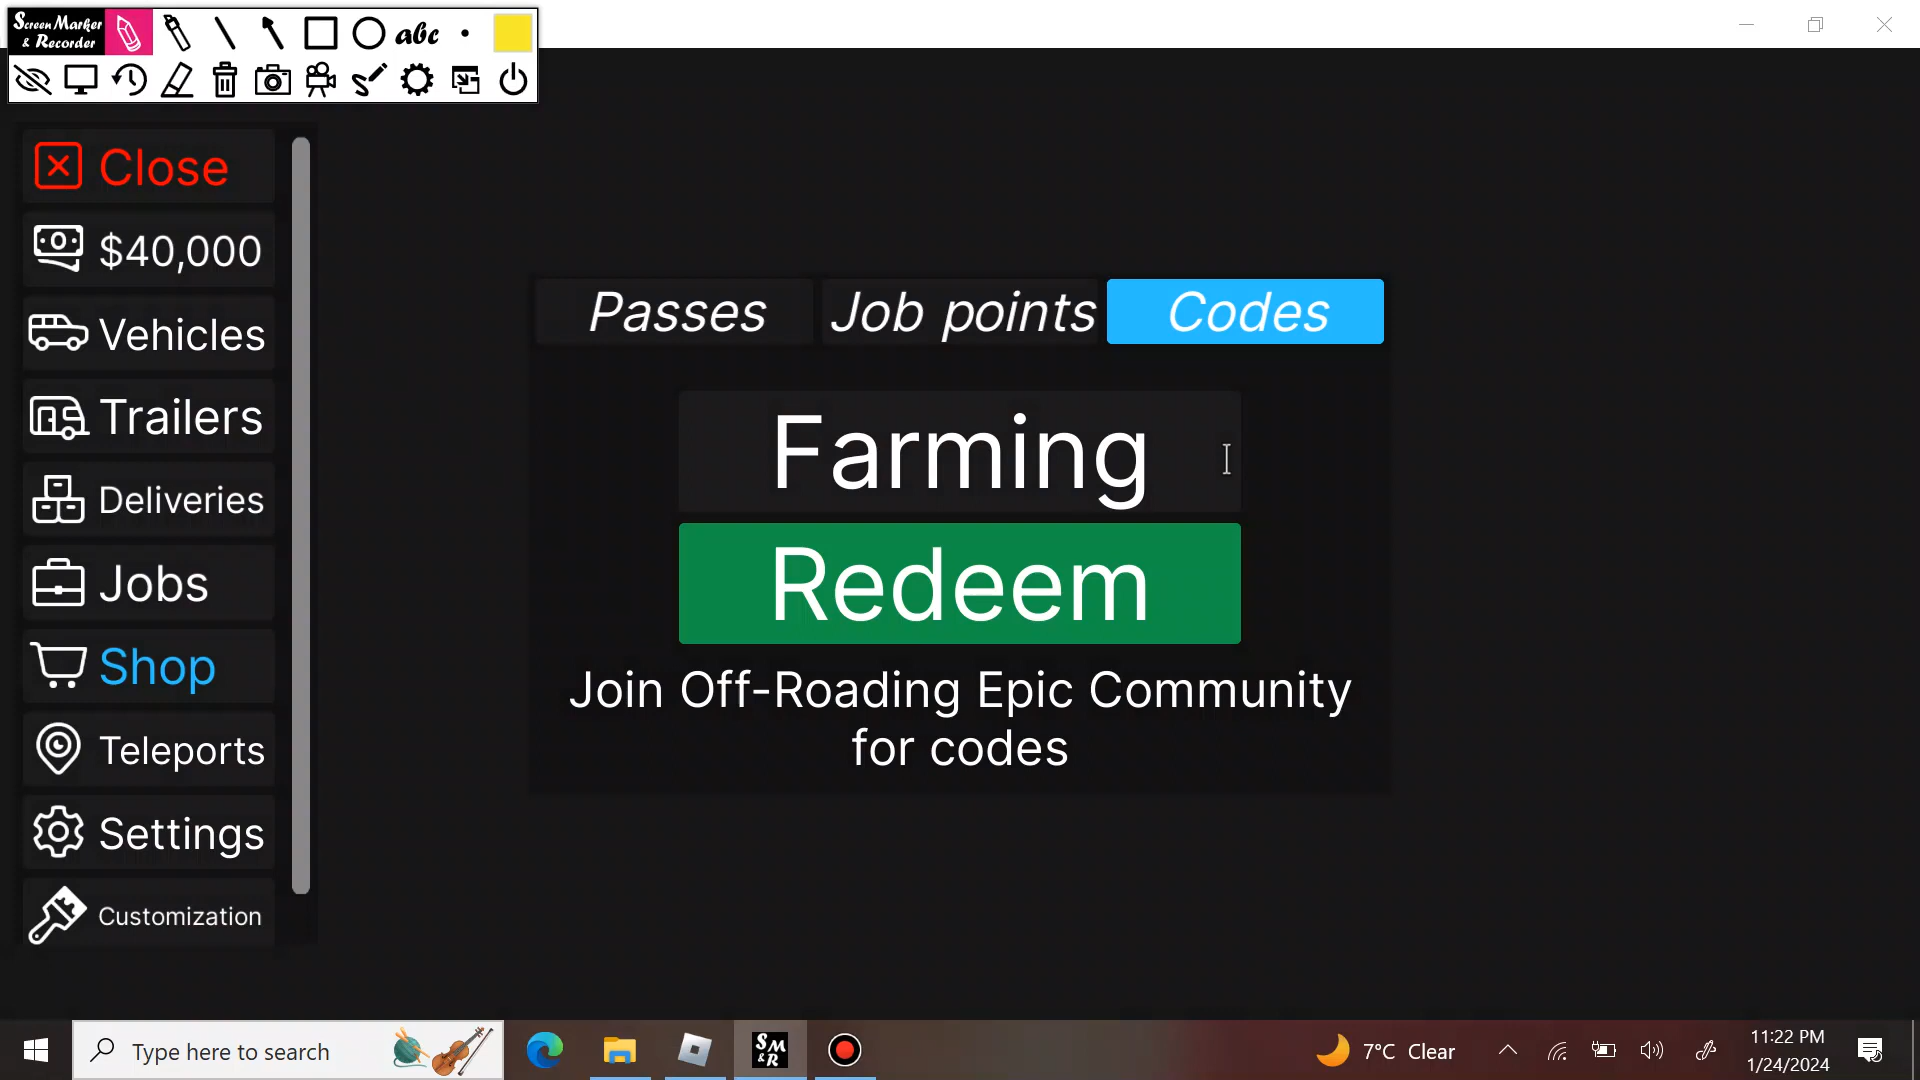 Screen Marker
& Recorder
abc
Close
$40,000
Vehicles
Trailers
Deliveries
Jobs
Shop
Teleports
Settings
Customization
Passes
Job points
Codes
Farming
Redeem
Join Off-Roading Epic Community
for codes
Type here to search
SM
&R
7°C Clear
11:22 PM
1/24/2024